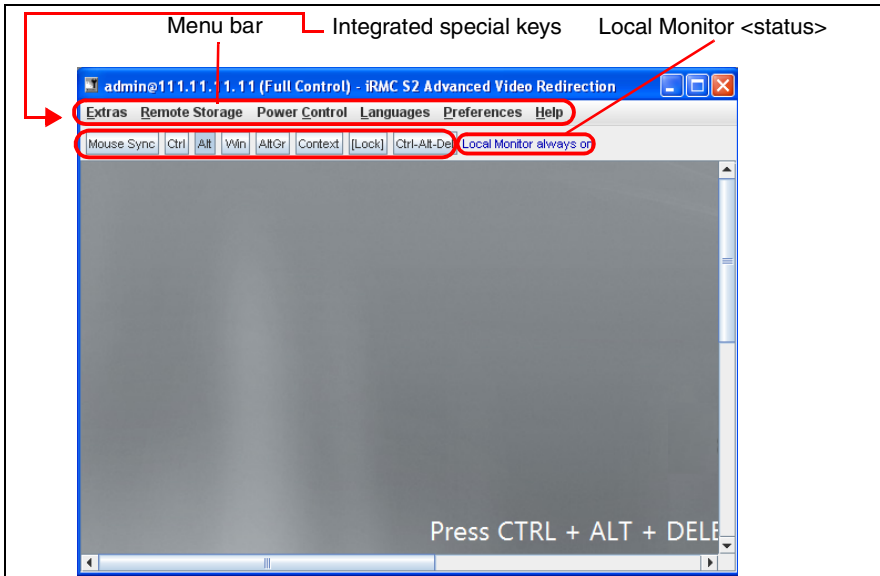 Menu bar Integrated special keys Local Monitor <status>
admin@111.11.11.11 (Full Control) - iRMC S2 Advanced Video Redirection
Extras Remote Storage Power Control Languages Preferences Help
Mouse Sync Ctrl Alt Win AltGr Context [Lock] Ctrl-Alt-Del Local Monitor always on
Press CTRL + ALT + DELE